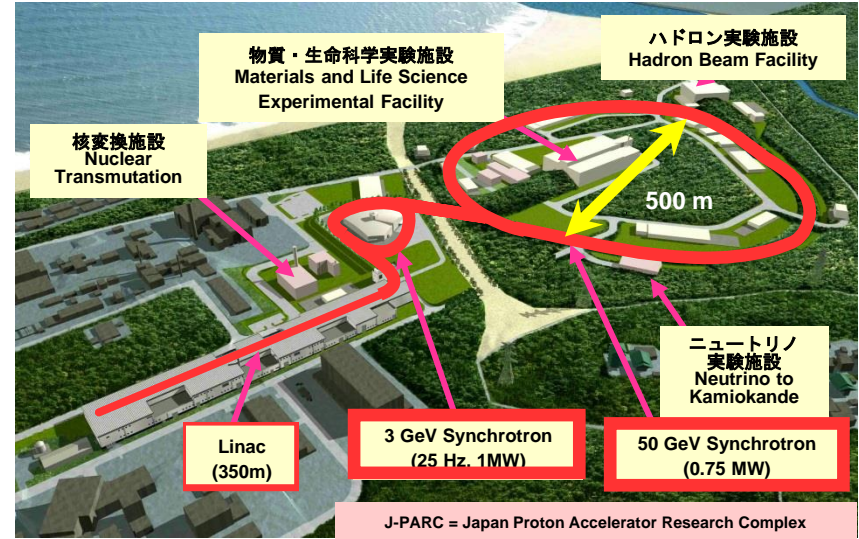 物質・生命科学実験施設
Materials and Life Science
Experimental Facility
ハドロン実験施設
Hadron Beam Facility
核変換施設
Nuclear
Transmutation
500 m
ニュートリノ
実験施設
Neutrino to
Kamiokande
Linac
(350m)
3 GeV Synchrotron
(25 Hz, 1MW)
50 GeV Synchrotron
(0.75 MW)
J-PARC = Japan Proton Accelerator Research Complex